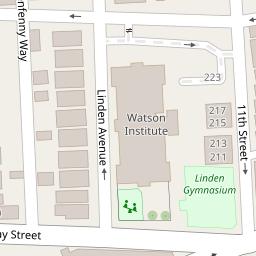 Linden Avenue
223
Watson
Institute
217
215
11th Street
213
211
Linden
Gymnasium
Street